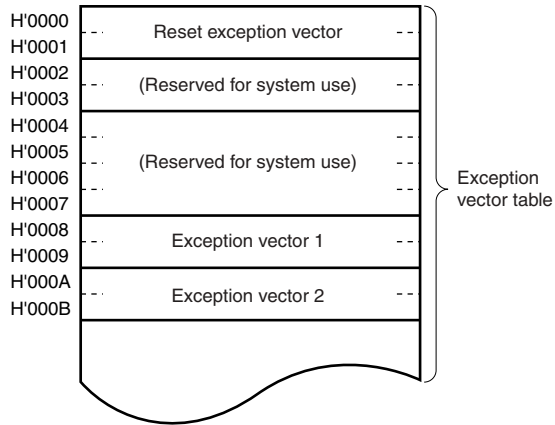 H'0000
H'0001
Reset exception vector
H'0002
H'0003
(Reserved for system use)
H'0004
H'0005
H'0006
H'0007
(Reserved for system use)
H'0008
H'0009
Exception vector 1
H'000A
H'000B
Exception vector 2
Exception
vector table